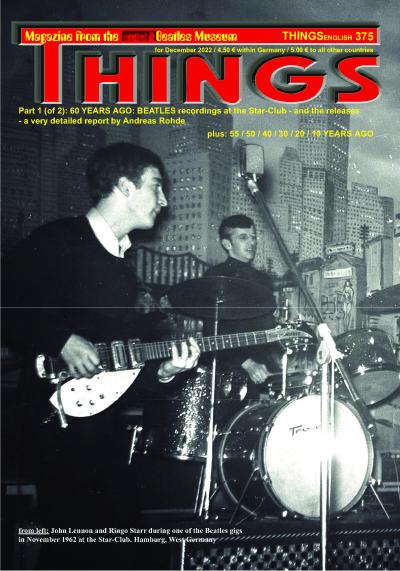 Magazine from the Beatles Museum
THINGSENGLISH 375
for December 2022 / 4,50 € within Germany / 5.00 € to all other countries
THINGS
Part 1 (of 2): 60 YEARS AGO: BEATLES recordings at the Star-Club - and the releases
- a very detailed report by Andreas Rohde
plus: 55 / 50 / 40 / 30 / 20 / 10 YEARS AGO
from left: John Lennon and Ringo Starr during one of the Beatles gigs
in November 1962 at the Star-Club. Hamburg, West Germany